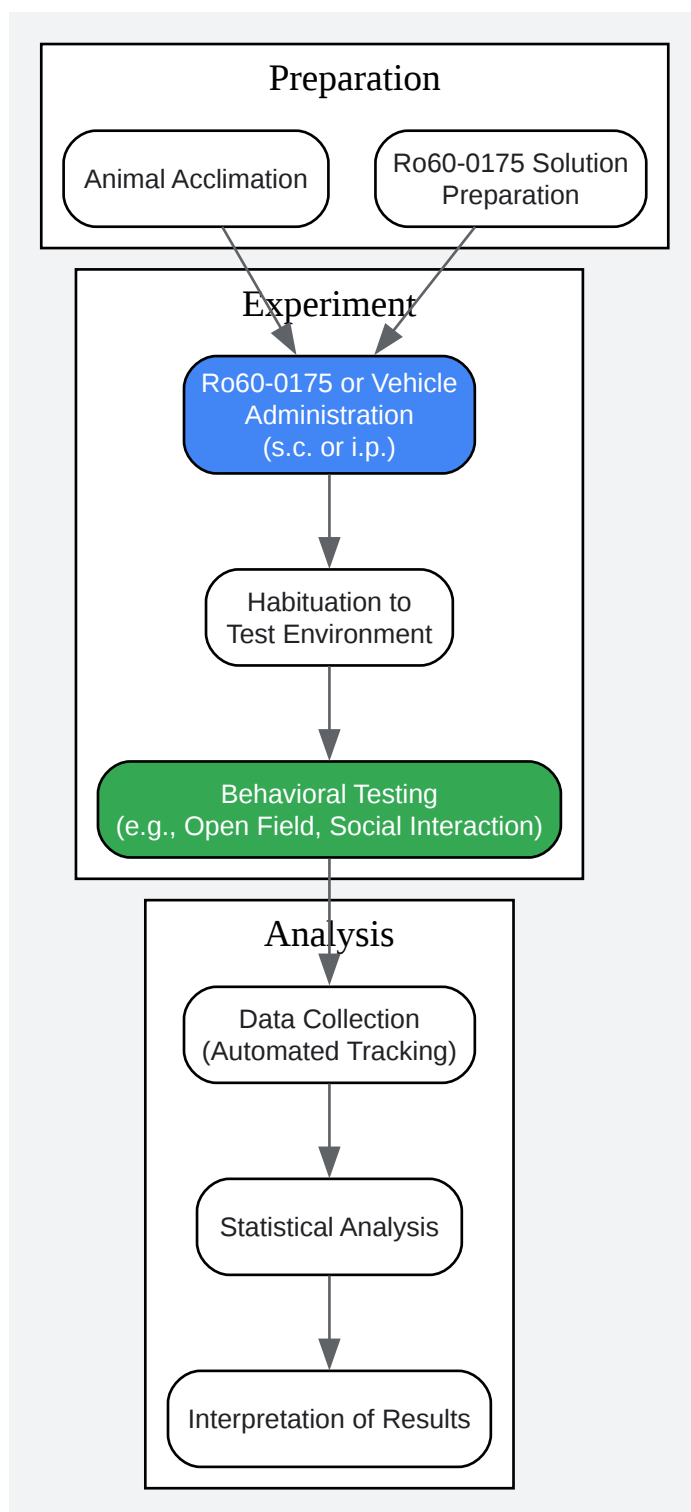 Preparation
Animal Acclimation
Ro60-0175 Solution
Preparation
Experiment
Ro60-0175 or Vehicle
Administration
(s.c. or i.p.)
Habituation to
Test Environment
Behavioral Testing
(e.g., Open Field, Social Interaction)
Analysis
Data Collection
(Automated Tracking)
Statistical Analysis
Interpretation of Results